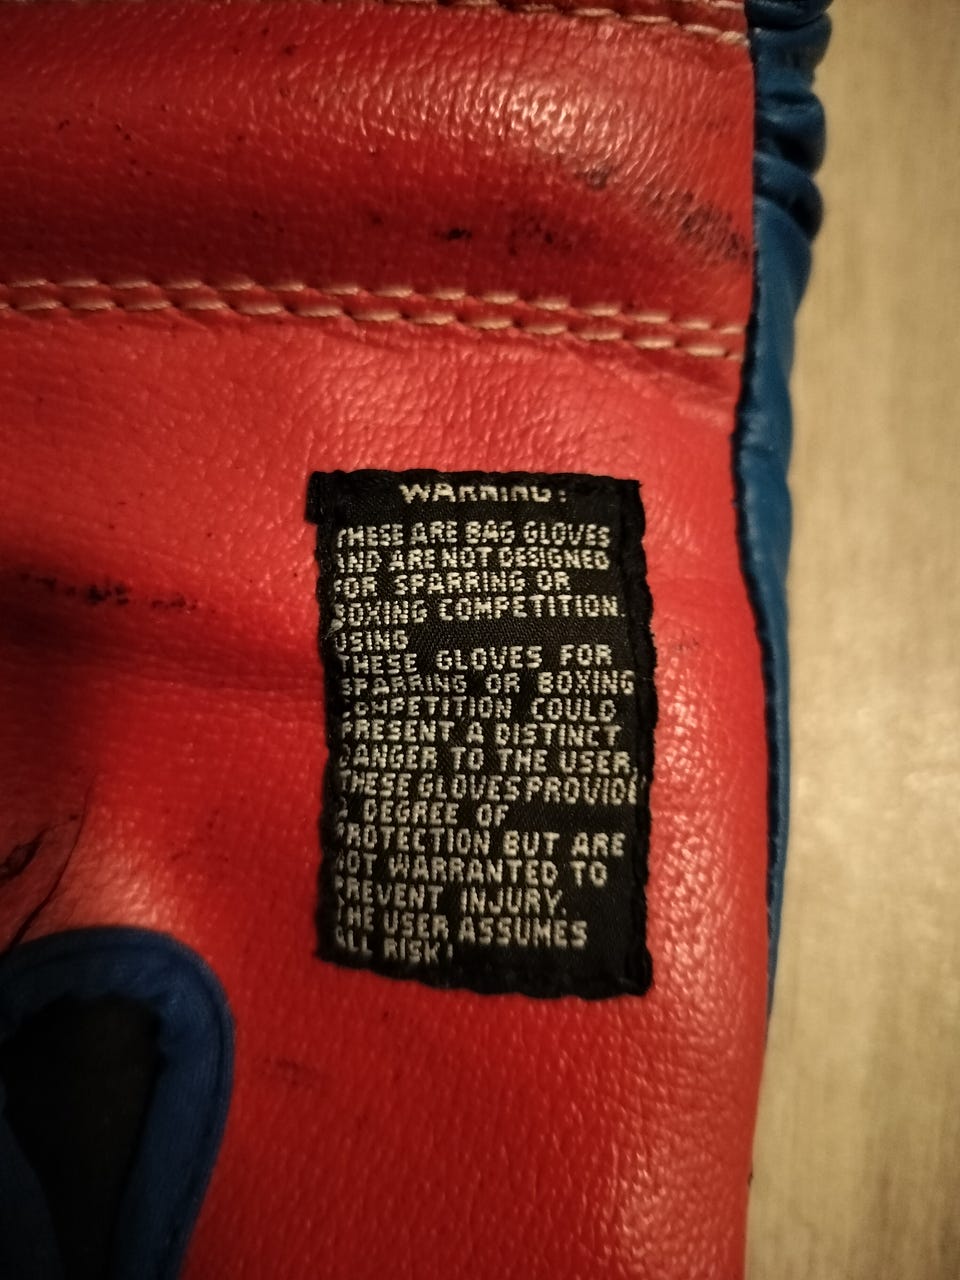 WARNING:
THESE ARE BAG GLOVES
AND ARE NOT DESIGNED
FOR SPARRING OR
BOXING COMPETITION.
USING
THESE GLOVES FOR
SPARRING OR BOXING
COMPETITION COULD
PRESENT A DISTINCT
DANGER TO THE USER.
THESE GLOVES PROVIDE
A DEGREE OF
PROTECTION BUT ARE
NOT WARRANTED TO
PREVENT INJURY.
THE USER ASSUMES
ALL RISK!